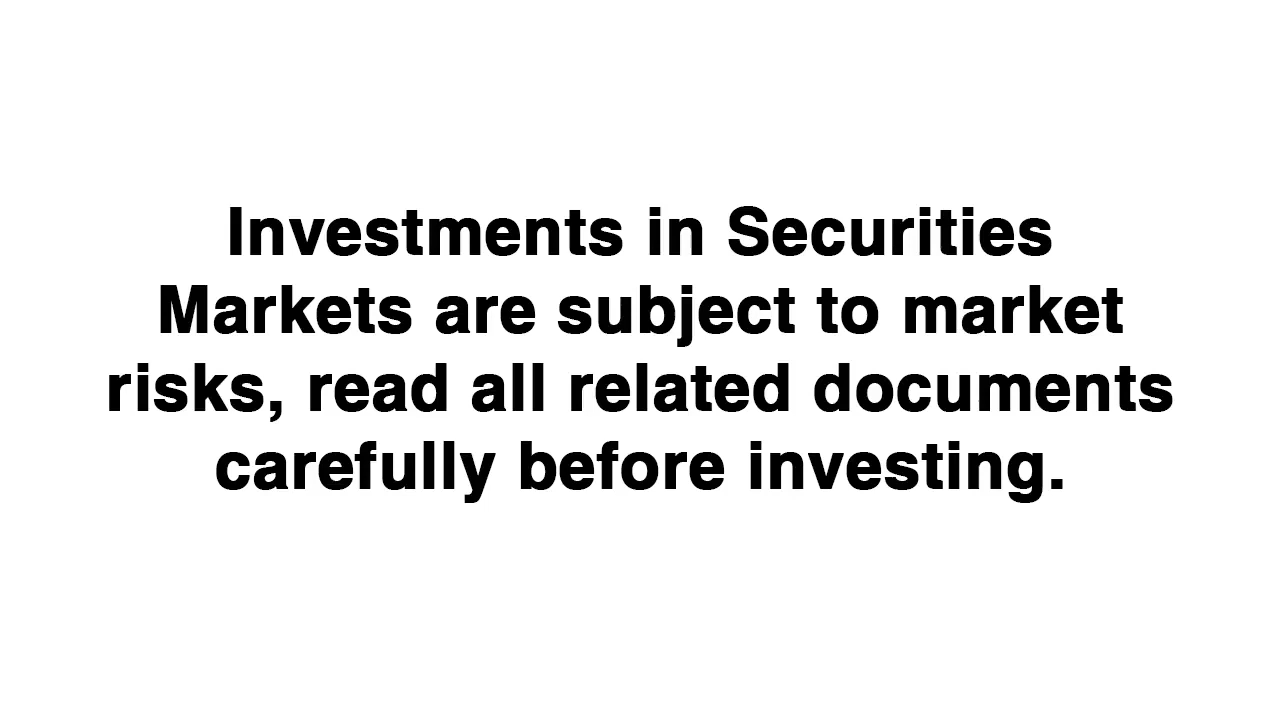 Investments in Securities
Markets are subject to market
risks, read all related documents
carefully before investing.